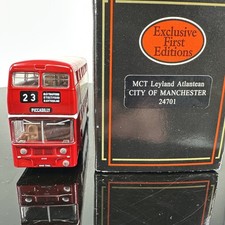 23
PICCADILLY
Exclusive
First
Editions
MCT Leyland Atlantean
CITY OF MANCHESTER
24701